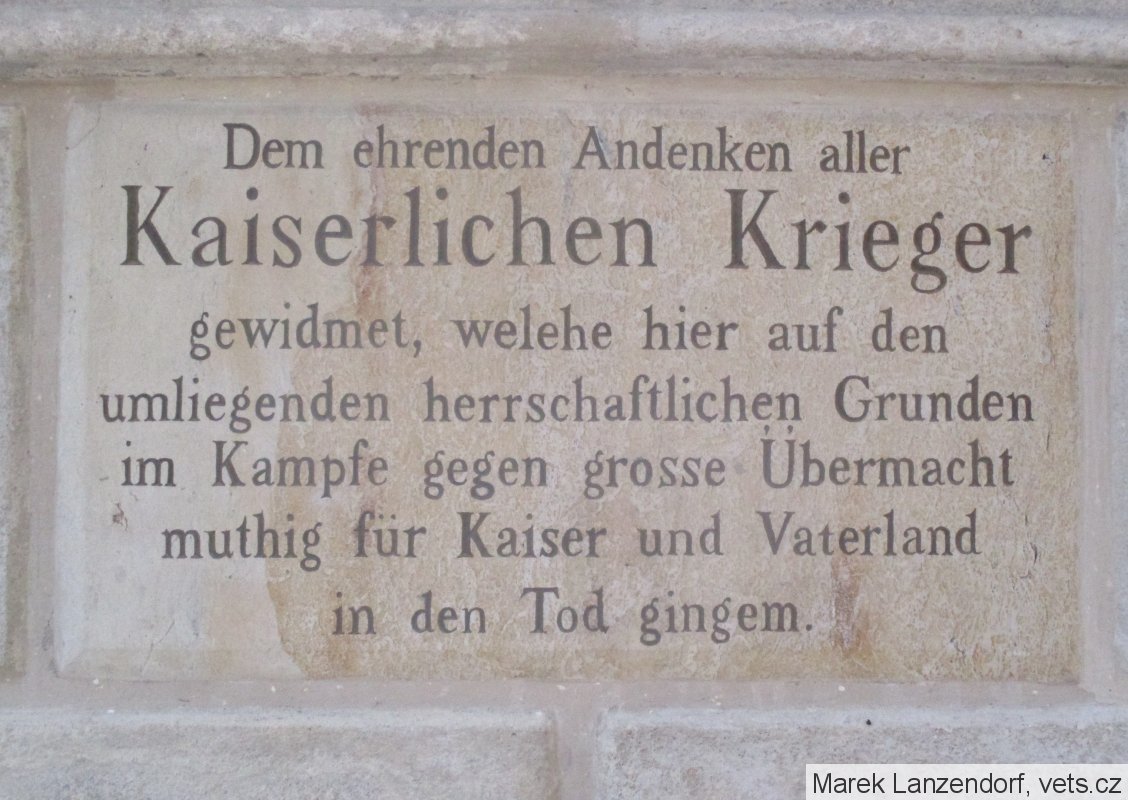 Dem ehrenden Andenken aller
Kaiserlichen Krieger
gewidmet, welehe hier auf den
umliegenden herrschaftlichen Grunden
im Kampfe gegen grosse Übermacht
muthig für Kaiser und Vaterland
in den Tod gingem.
Marek Lanzendorf, vets.cz